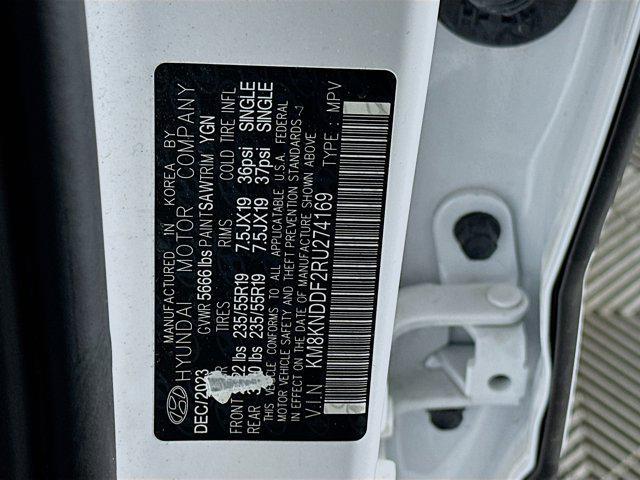 MANUFACTURED IN KOREA BY
HYUNDAI MOTOR COMPANY
DEC/2023 GVWR 5666 lbs PAINT SAW TRIM YGN
TIRES RIMS COLD TIRE INFL
FRONT lbs 235/55R19 7.5JX19 36psi SINGLE
REAR lbs 235/55R19 7.5JX19 37psi SINGLE
THIS VEHICLE CONFORMS TO ALL APPLICABLE U.S.A. FEDERAL
MOTOR VEHICLE SAFETY AND THEFT PREVENTION STANDARDS
IN EFFECT ON THE DATE OF MANUFACTURE SHOWN ABOVE.
V.I.N KM8KNDDF2RU274169 TYPE : MPV